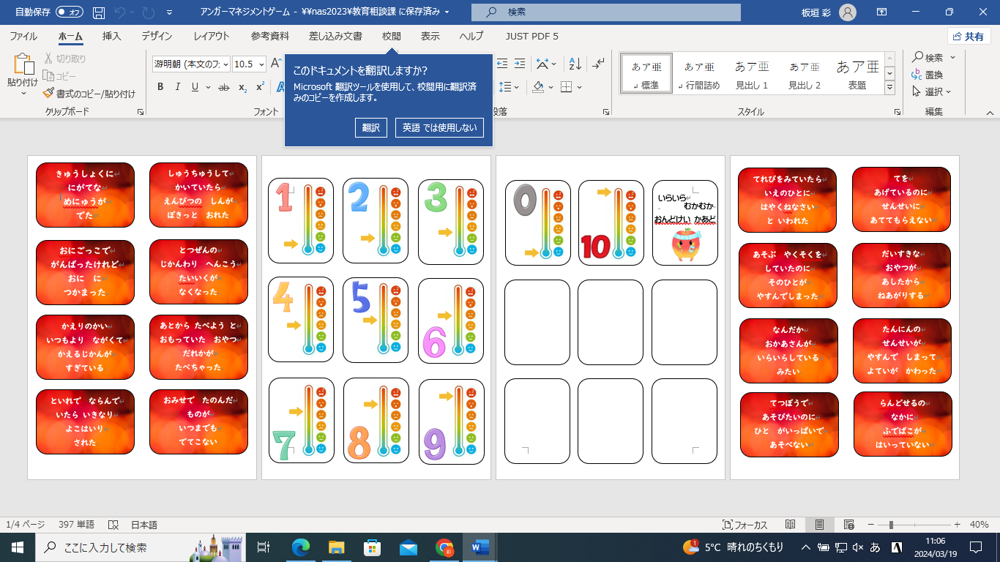 自動保存 オフ アンガーマネジメントゲーム - ¥¥nas2023¥教育相談課 に保存済み 検索 板垣 彩
ファイル ホーム 挿入 デザイン レイアウト 参考資料 差し込み文書 校閲 表示 ヘルプ JUST PDF 5 共有
貼り付け
切り取り
コピー
書式のコピー/貼り付け
クリップボード
游明朝 (本文のフ 10.5
B I U ab x₂ x²
フォント
このドキュメントを翻訳しますか?
Microsoft 翻訳ツールを使用して、校閲用に翻訳済
みのコピーを作成します。
翻訳 英語 では使用しない
段落
あア亜 あア亜 あア亜 あア亜 あア亜
標準 行間詰め 見出し 1 見出し 2 表題
スタイル
検索
置換
選択
編集
きゅうしょくに
にがてな
めにゅうが
でた
しゅうちゅうして
かいていたら
えんぴつの しんが
ぽきっと おれた
おにごっこで
がんばったけれど
おに に
つかまった
とつぜんの
じかんわり へんこう
たいいくが
なくなった
かえりのかい
いつもより ながくて
かえるじかんが
すぎている
あとから たべよう と
おもっていた おやつ
だれかが
たべちゃった
といれで ならんで
いたら いきなり
よこはいり
された
おみせで たのんだ
ものが
いつまでも
でてこない
1 2 3
4 5 6
7 8 9
0 10
いらいら
むかむか
おんどけい かあど
てれびをみていたら
いえのひとに
はやくねなさい
と いわれた
てを
あげているのに
せんせいに
あててもらえない
あそぶ やくそくを
していたのに
そのひとが
やすんでしまった
だいすきな
おやつが
あしたから
ねあがりする
なんだか
おかあさんが
いらいらしている
みたい
たんにんの
せんせいが
やすんで しまって
よていが かわった
てつぼうで
あそびたいのに
ひと がいっぱいで
あそべない
らんどせるの
なかに
ふでばこが
はいっていない
1/4 ページ 397 単語 日本語 フォーカス 40%
ここに入力して検索 1 5°C 晴れのちくもり あ A 11:06
2024/03/19